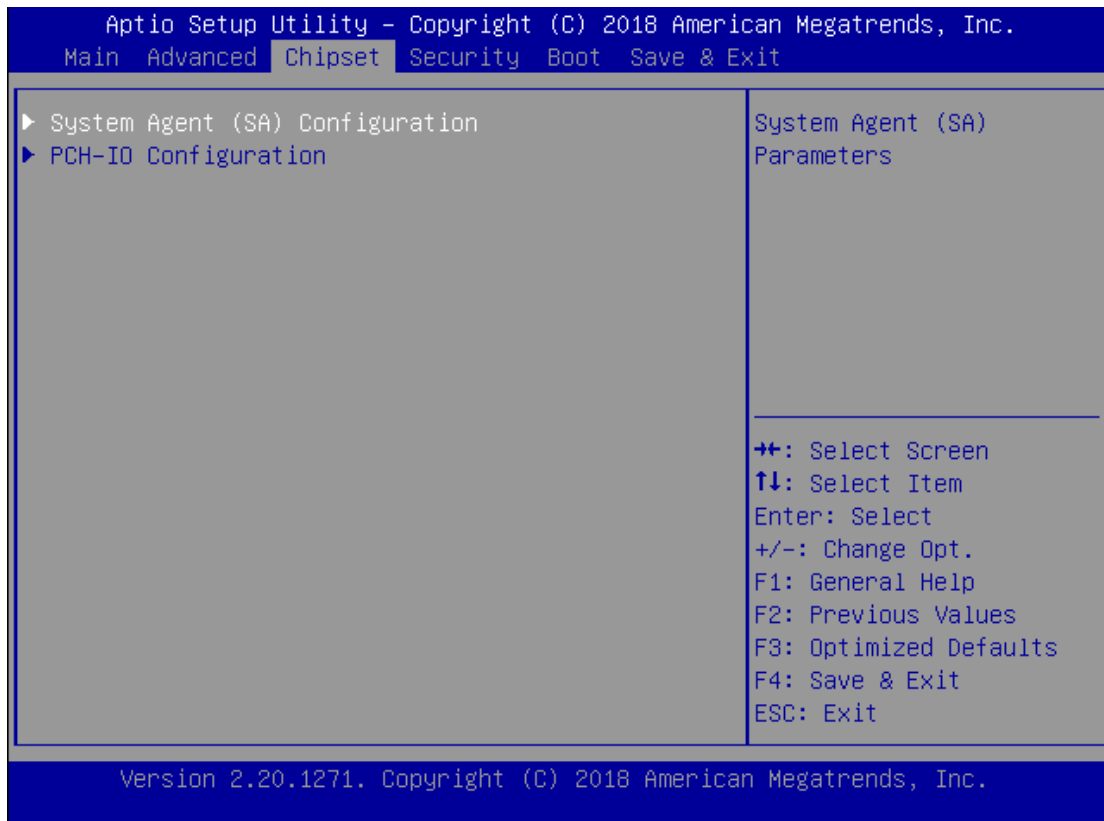 Aptio Setup Utility – Copyright (C) 2018 American Megatrends, Inc.
Main Advanced Chipset Security Boot Save & Exit
▶ System Agent (SA) Configuration
▶ PCH-IO Configuration
System Agent (SA)
Parameters
→←: Select Screen
↑↓: Select Item
Enter: Select
+/-: Change Opt.
F1: General Help
F2: Previous Values
F3: Optimized Defaults
F4: Save & Exit
ESC: Exit
Version 2.20.1271. Copyright (C) 2018 American Megatrends, Inc.